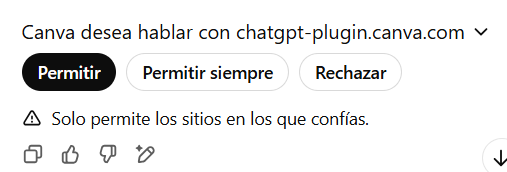 Canva desea hablar con chatgpt-plugin.canva.com
Permitir Permitir siempre Rechazar
Solo permite los sitios en los que confías.